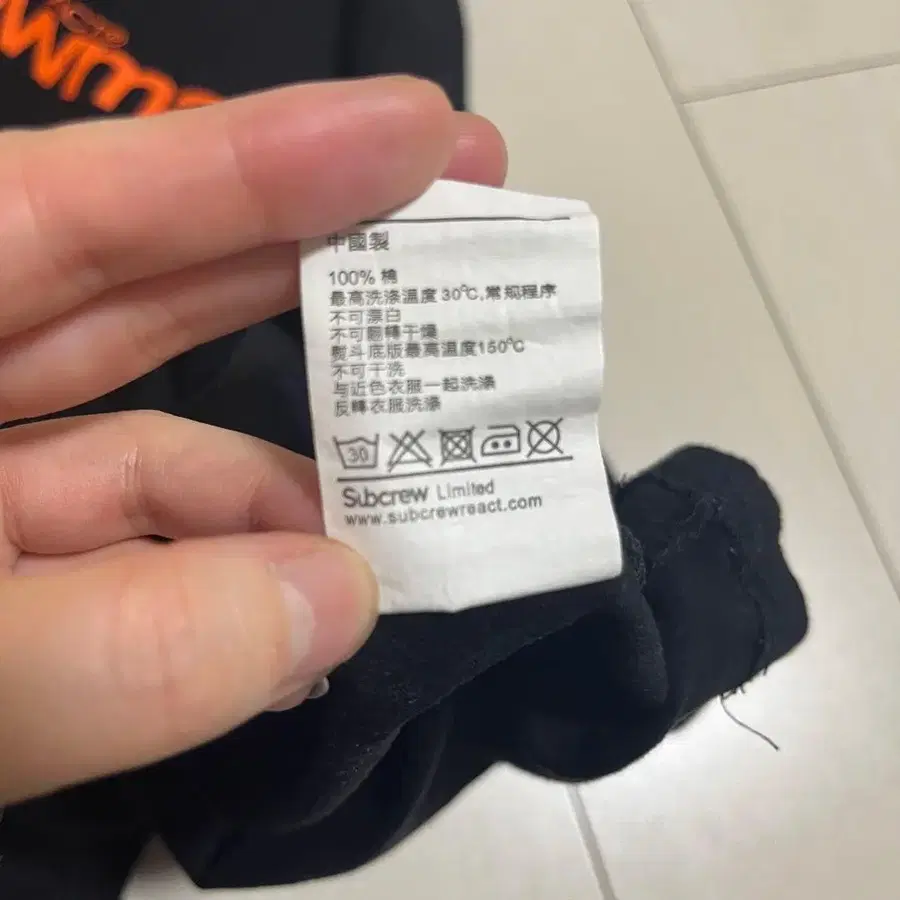 中國製
100% 棉
最高洗涤溫度 30℃,常规程序
不可漂白
不可翻轉干燥
熨斗底版最高溫度150℃
不可干洗
与近色衣服一起洗涤
反轉衣服洗涤
30
Subcrew Limited
www.subcrewreact.com